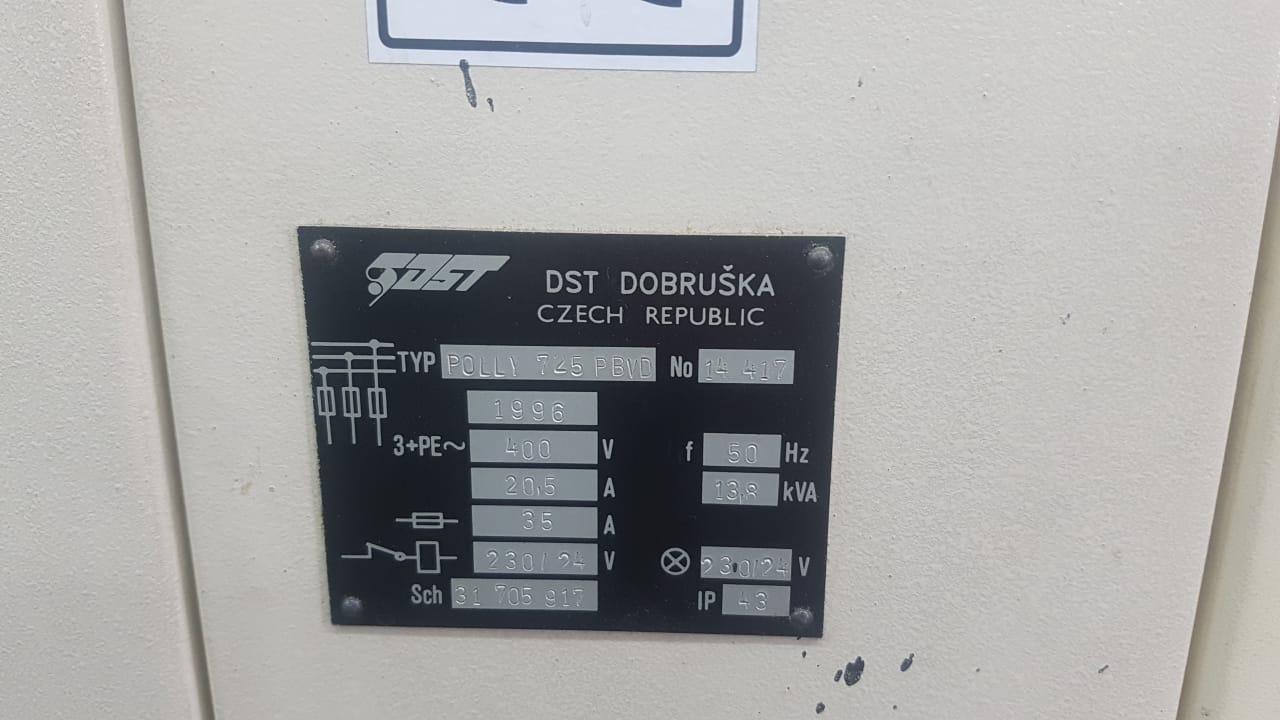 DST
DST DOBRUŠKA
CZECH REPUBLIC
TYP POLLY 725 PBVD No 14 417
1996
3+PE~ 400 V f 50 Hz
20,5 A 13,8 kVA
35 A
230/24 V 230/24 V
Sch 31 705 917 IP 43